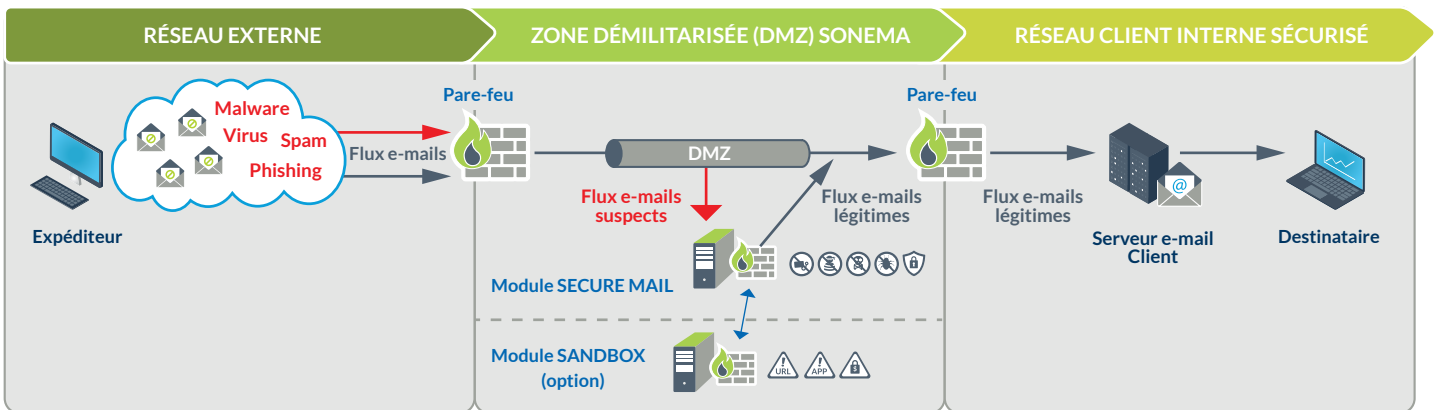 RÉSEAU EXTERNE
ZONE DÉMILITARISÉE (DMZ) SONEMA
RÉSEAU CLIENT INTERNE SÉCURISÉ
Malware
Virus
Spam
Phishing
Expéditeur
Flux e-mails
Pare-feu
DMZ
Flux e-mails
suspects
Flux e-mails
légitimes
Module SECURE MAIL
Module SANDBOX
(option)
URL
APP
Pare-feu
Flux e-mails
légitimes
@
Serveur e-mail
Client
Destinataire